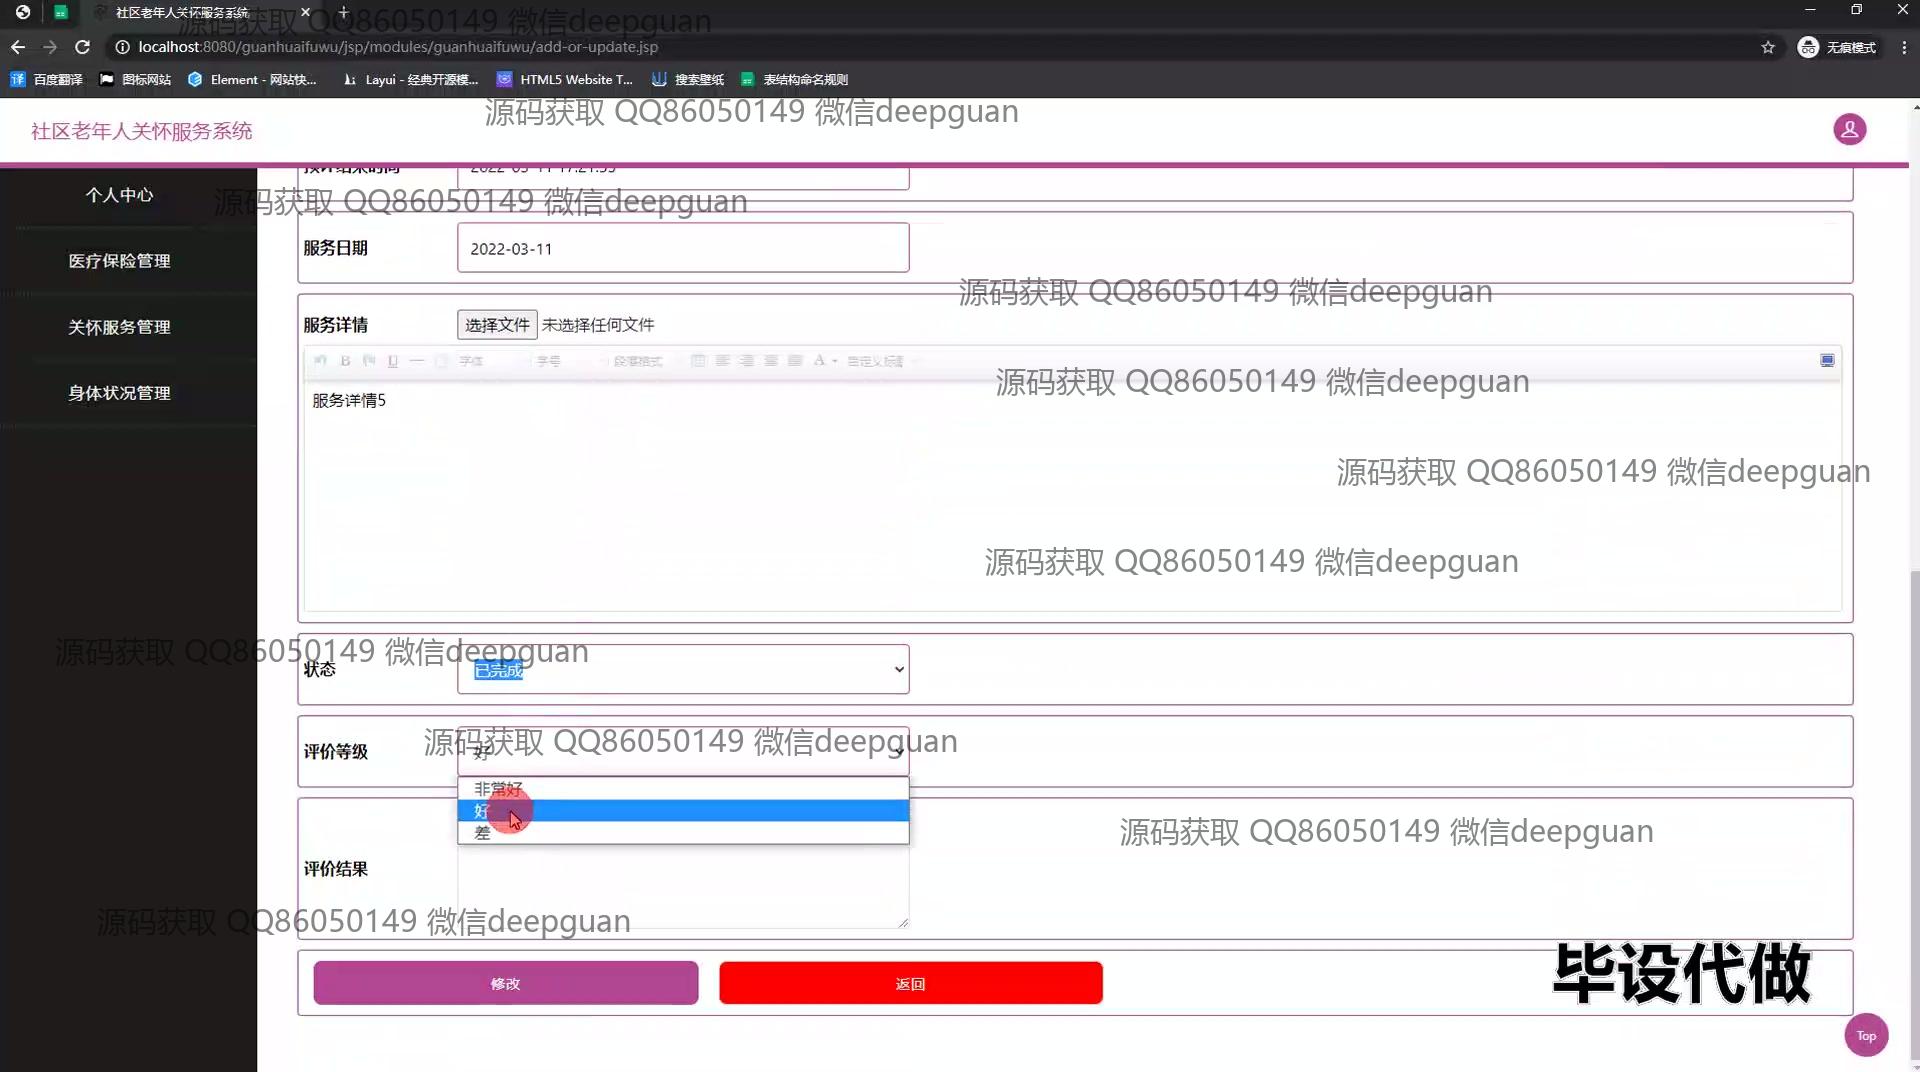 社区老年人关怀服务系统
源码获取 QQ86050149 微信deepguan
localhost:8080/guanhuaifuwu/jsp/modules/guanhuaifuwu/add-or-update.jsp
无痕模式
百度翻译 图标网站 Element - 网站快... Layui - 经典开源模... HTML5 Website T... 搜索壁纸 表结构命名规则
源码获取 QQ86050149 微信deepguan
社区老年人关怀服务系统
个人中心
源码获取 QQ86050149 微信deepguan
服务日期 2022-03-11
医疗保险管理
源码获取 QQ86050149 微信deepguan
关怀服务管理
服务详情 选择文件 未选择任何文件
字体 字号 段落格式 自定义标题
源码获取 QQ86050149 微信deepguan
身体状况管理
服务详情5
源码获取 QQ86050149 微信deepguan
源码获取 QQ86050149 微信deepguan
源码获取 QQ86050149 微信deepguan
状态 已完成
源码获取 QQ86050149 微信deepguan
评价等级 好
非常好
好
差
源码获取 QQ86050149 微信deepguan
评价结果
源码获取 QQ86050149 微信deepguan
毕设代做
修改 返回
Top